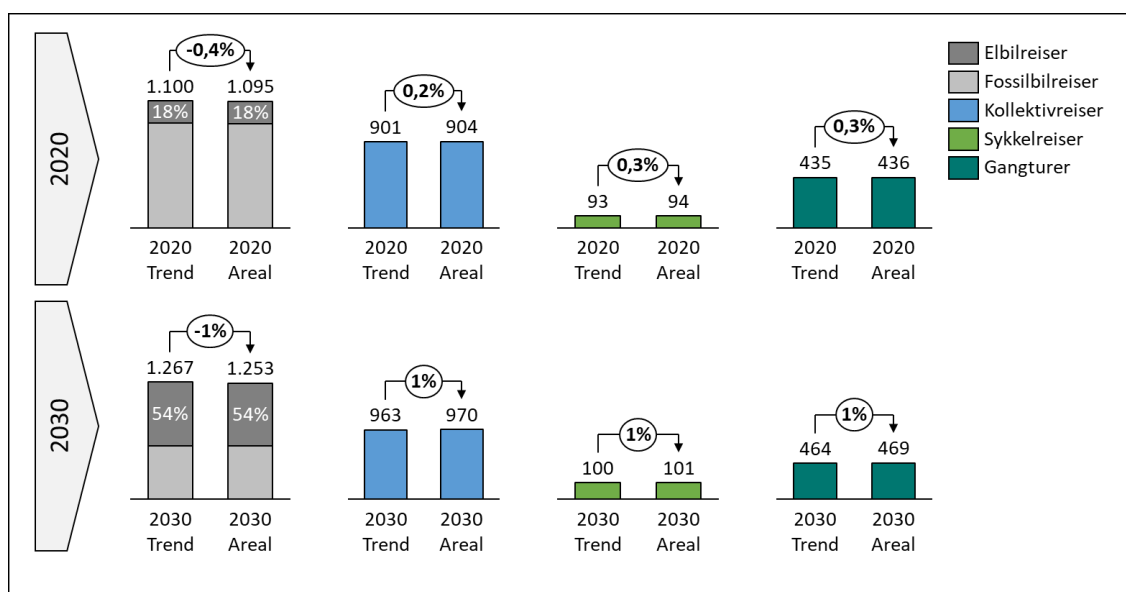 2020
-0,4%
1.100 1.095
18% 18%
2020 2020
Trend Areal
0,2%
901 904
2020 2020
Trend Areal
0,3%
93 94
2020 2020
Trend Areal
0,3%
435 436
2020 2020
Trend Areal
Elbilreiser
Fossilbilreiser
Kollektivreiser
Sykkelreiser
Gangturer
2030
-1%
1.267 1.253
54% 54%
2030 2030
Trend Areal
1%
963 970
2030 2030
Trend Areal
1%
100 101
2030 2030
Trend Areal
1%
464 469
2030 2030
Trend Areal